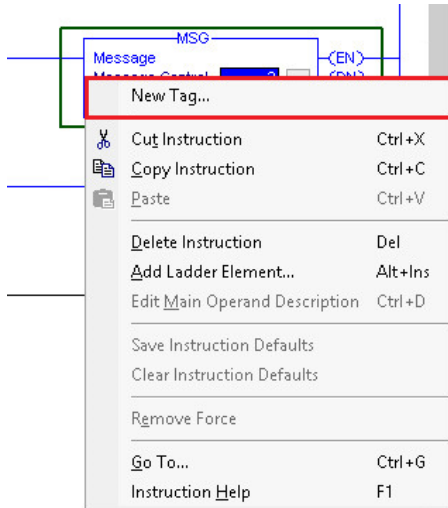 MSG
Message
(EN)
Message Control
?
(DN)
New Tag...
Cut Instruction Ctrl+X
Copy Instruction Ctrl+C
Paste Ctrl+V
Delete Instruction Del
Add Ladder Element... Alt+Ins
Edit Main Operand Description Ctrl+D
Save Instruction Defaults
Clear Instruction Defaults
Remove Force
Go To... Ctrl+G
Instruction Help F1